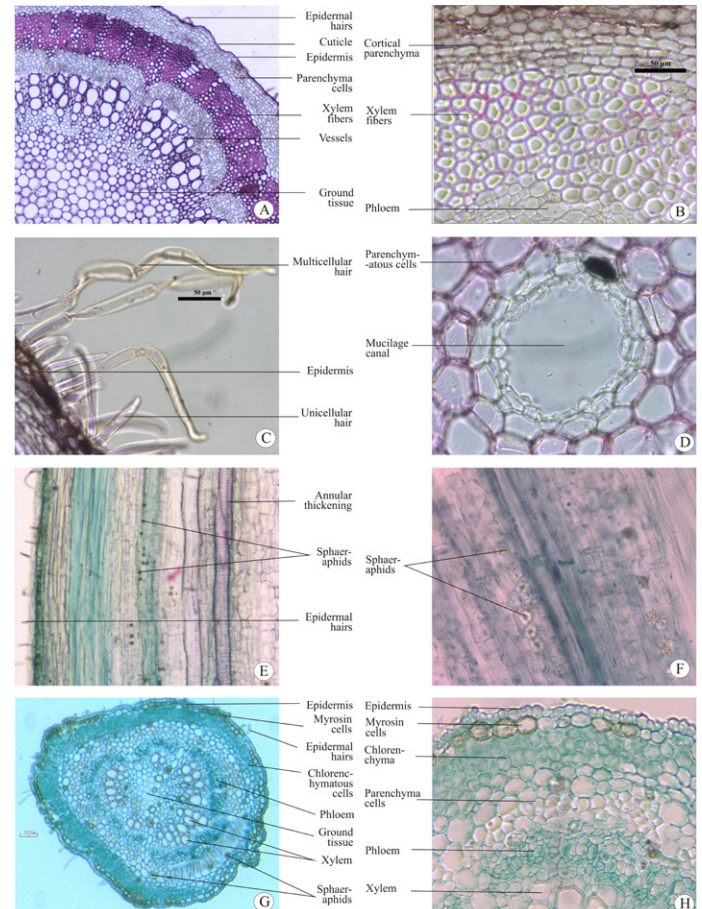 Epidermal
hairs
Cuticle
Epidermis
Parenchyma
cells
Xylem
fibers
Vessels
Ground
tissue
A
Cortical
parenchyma
50 µm
Xylem
fibers
Phloem
B
Multicellular
hair
50 µm
Epidermis
Unicellular
hair
C
Parenchym-
-atous cells
Mucilage
canal
D
Annular
thickening
Sphaer-
aphids
Epidermal
hairs
E
Sphaer-
aphids
F
Epidermis
Myrosin
cells
Epidermal
hairs
Chlorenc-
hymatous
cells
Phloem
Ground
tissue
Xylem
Sphaer-
aphids
G
Epidermis
Myrosin
cells
Chloren-
chyma
Parenchyma
cells
Phloem
Xylem
H